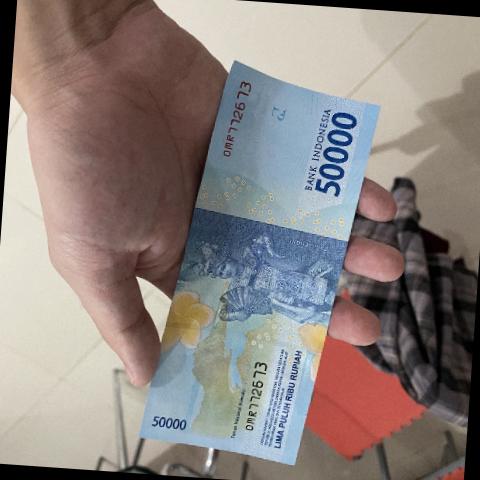 OMR772673
BANK INDONESIA
50000
OMR772673
LIMA PULUH RIBU RUPIAH
50000